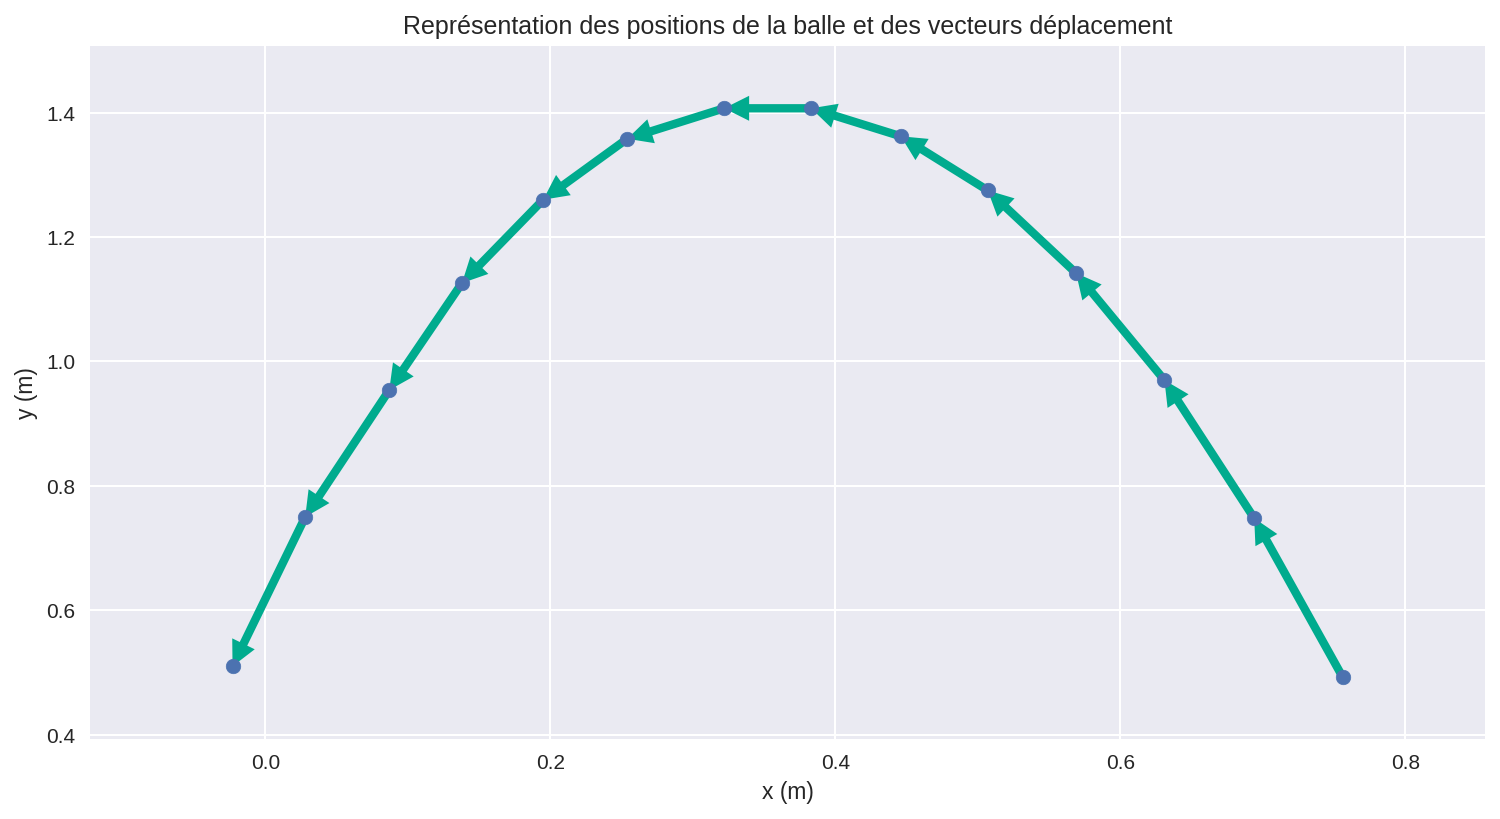 Représentation des positions de la balle et des vecteurs déplacement
1.4
1.2
1.0
0.8
0.6
0.4
y (m)
0.0 0.2 0.4 0.6 0.8
x (m)